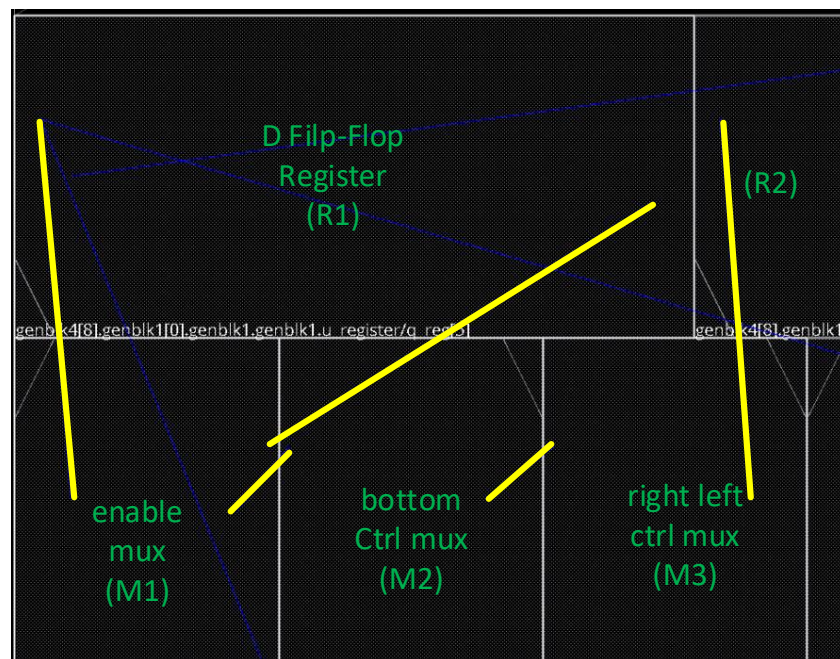 D Filp-Flop
Register
(R1)
(R2)
genblk4[8].genblk1[0].genblk1.genblk1.u_register/q_reg[5]
genblk4[8].genblk1
enable
mux
(M1)
bottom
Ctrl mux
(M2)
right left
ctrl mux
(M3)